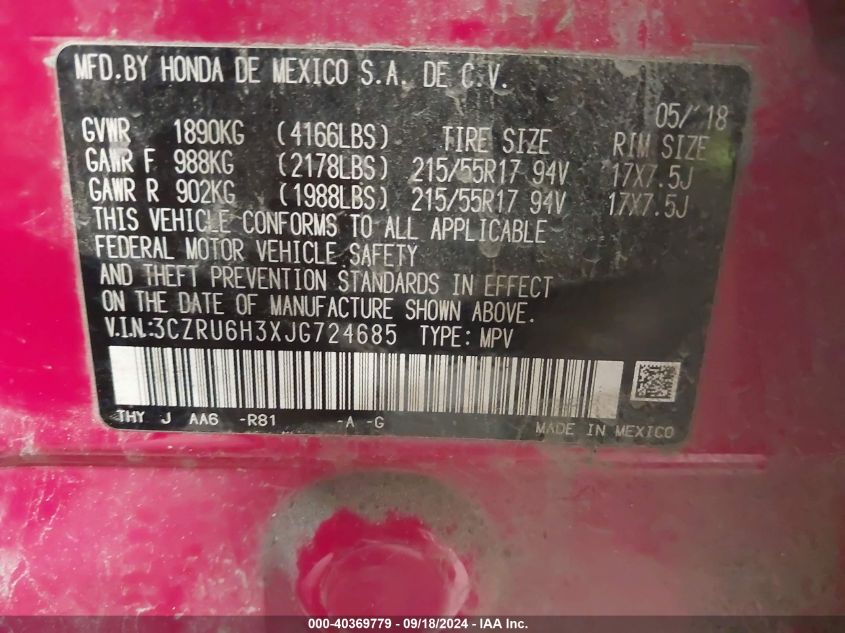 MFD.BY HONDA DE MEXICO S.A. DE C.V.
05/'18
GVWR 1890KG (4166LBS) TIRE SIZE RIM SIZE
GAWR F 988KG (2178LBS) 215/55R17 94V 17X7.5J
GAWR R 902KG (1988LBS) 215/55R17 94V 17X7.5J
THIS VEHICLE CONFORMS TO ALL APPLICABLE
FEDERAL MOTOR VEHICLE SAFETY
AND THEFT PREVENTION STANDARDS IN EFFECT
ON THE DATE OF MANUFACTURE SHOWN ABOVE.
V.I.N.:3CZRU6H3XJG724685 TYPE: MPV
THY J AA6 -R81 -A -G
MADE IN MEXICO
000-40369779 - 09/18/2024 - IAA Inc.